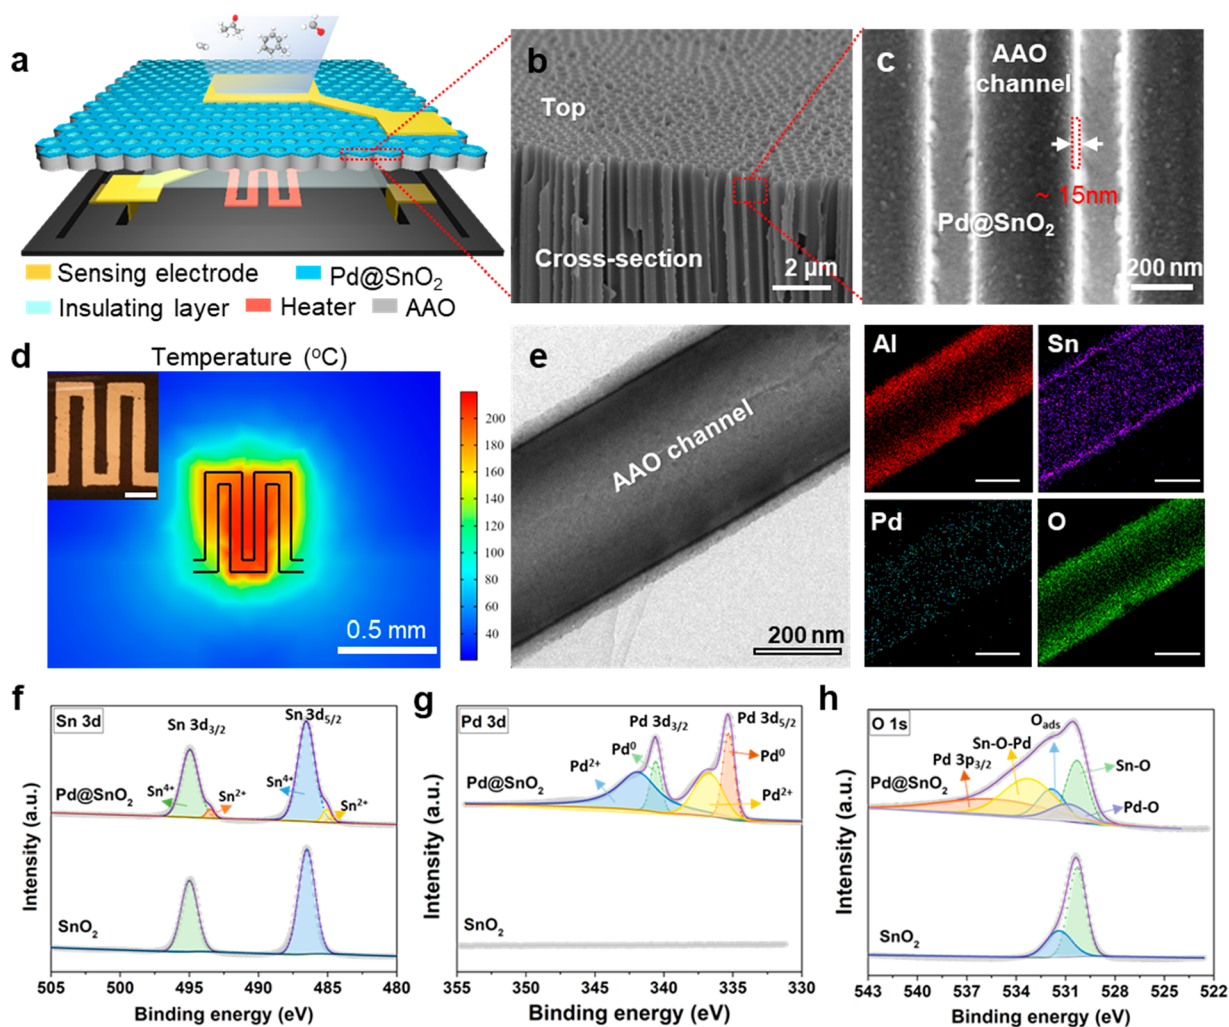 a
Sensing electrode
Pd@SnO₂
Insulating layer
Heater
AAO
b
Top
Cross-section
2 µm
c
AAO
channel
~ 15nm
Pd@SnO₂
200 nm
d
Temperature (°C)
200
180
160
140
120
100
80
60
40
0.5 mm
e
AAO channel
200 nm
Al
Sn
Pd
O
f
Sn 3d
Sn 3d₃/₂
Sn 3d₅/₂
Sn⁴⁺
Sn²⁺
Sn⁴⁺
Sn²⁺
Pd@SnO₂
SnO₂
Intensity (a.u.)
505 500 495 490 485 480
Binding energy (eV)
g
Pd 3d
Pd 3d₃/₂
Pd 3d₅/₂
Pd²⁺
Pd⁰
Pd⁰
Pd²⁺
Pd@SnO₂
SnO₂
Intensity (a.u.)
355 350 345 340 335 330
Binding energy (eV)
h
O 1s
Oads
Sn-O-Pd
Pd 3p₃/₂
Sn-O
Pd-O
Pd@SnO₂
SnO₂
Intensity (a.u.)
543 540 537 534 531 528 525 522
Binding energy (eV)